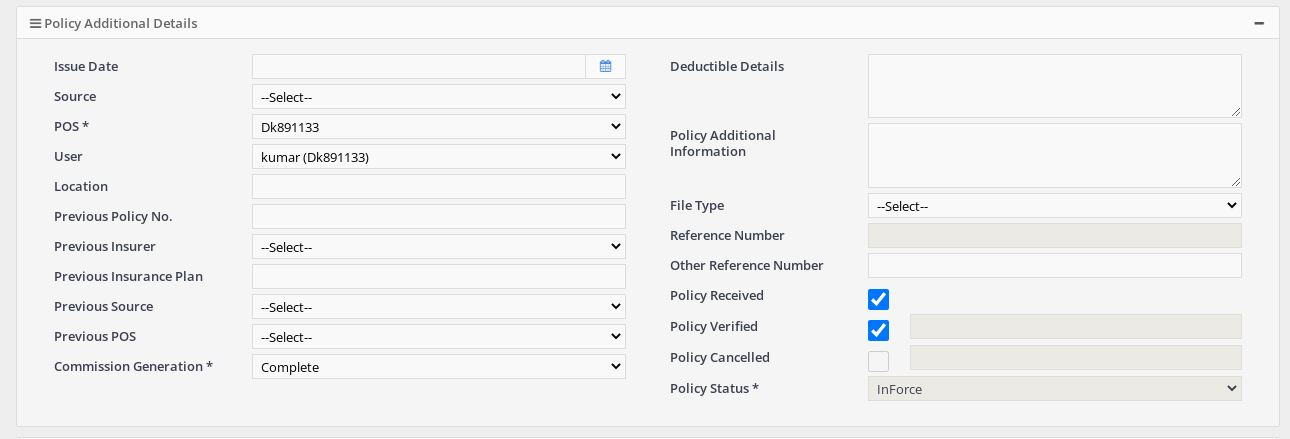 Policy Additional Details
Issue Date
Source --Select--
POS * Dk891133
User kumar (Dk891133)
Location
Previous Policy No.
Previous Insurer --Select--
Previous Insurance Plan
Previous Source --Select--
Previous POS --Select--
Commission Generation * Complete
Deductible Details
Policy Additional
Information
File Type --Select--
Reference Number
Other Reference Number
Policy Received
Policy Verified
Policy Cancelled
Policy Status * InForce